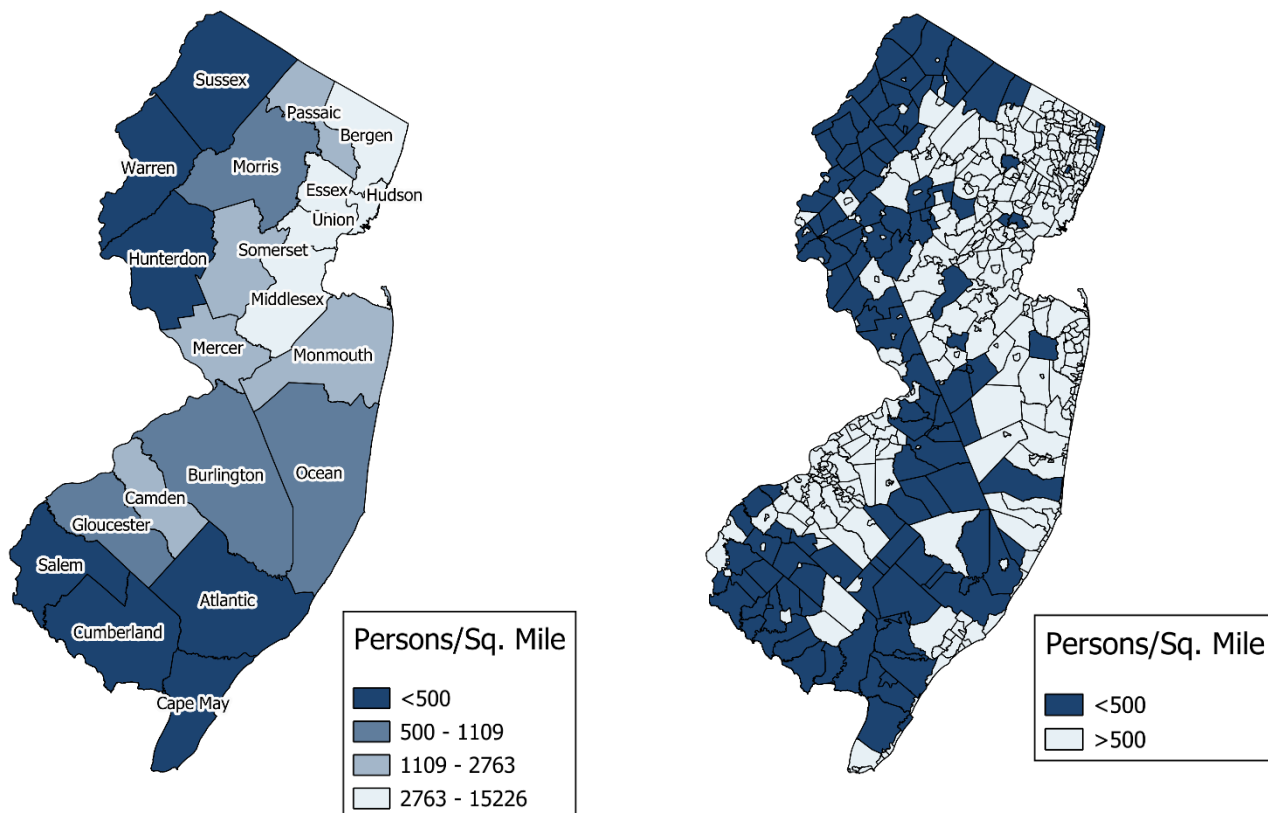 Sussex
Passaic
Bergen
Warren
Morris
Essex
Hudson
Union
Hunterdon
Somerset
Middlesex
Mercer
Monmouth
Burlington
Ocean
Camden
Gloucester
Salem
Atlantic
Cumberland
Cape May
Persons/Sq. Mile
<500
500 - 1109
1109 - 2763
2763 - 15226
Persons/Sq. Mile
<500
>500